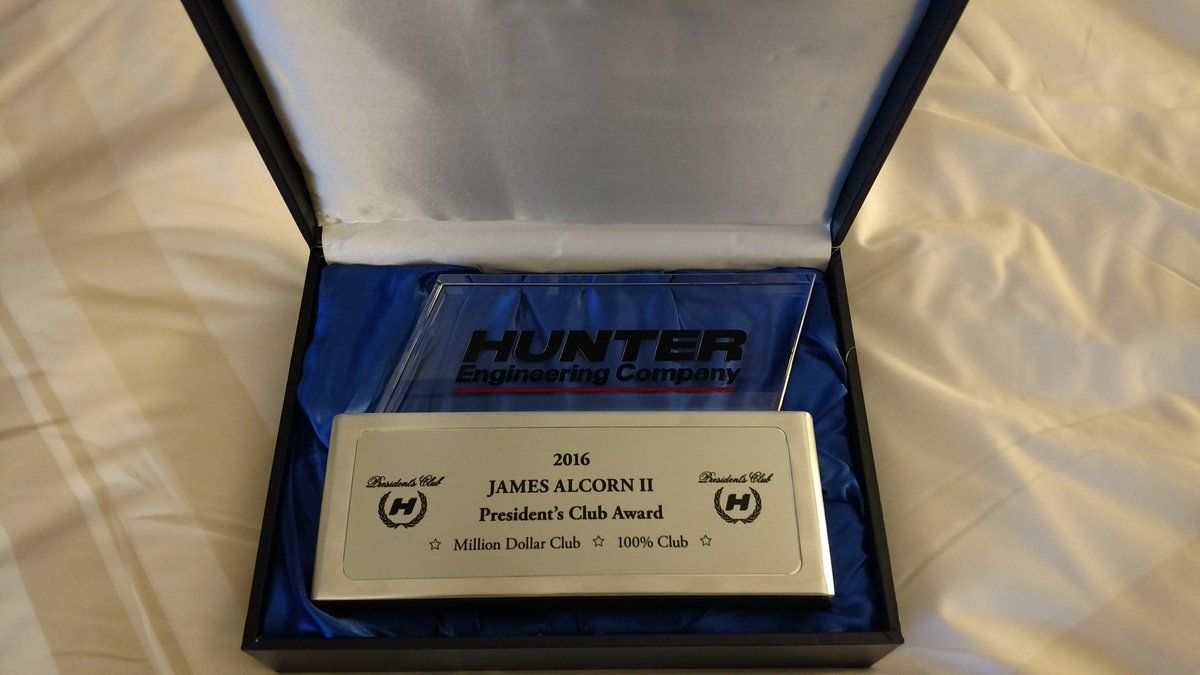 HUNTER
Engineering Company
2016
JAMES ALCORN II
President's Club Award
☆ Million Dollar Club ☆ 100% Club ☆
President's Club
H
President's Club
H